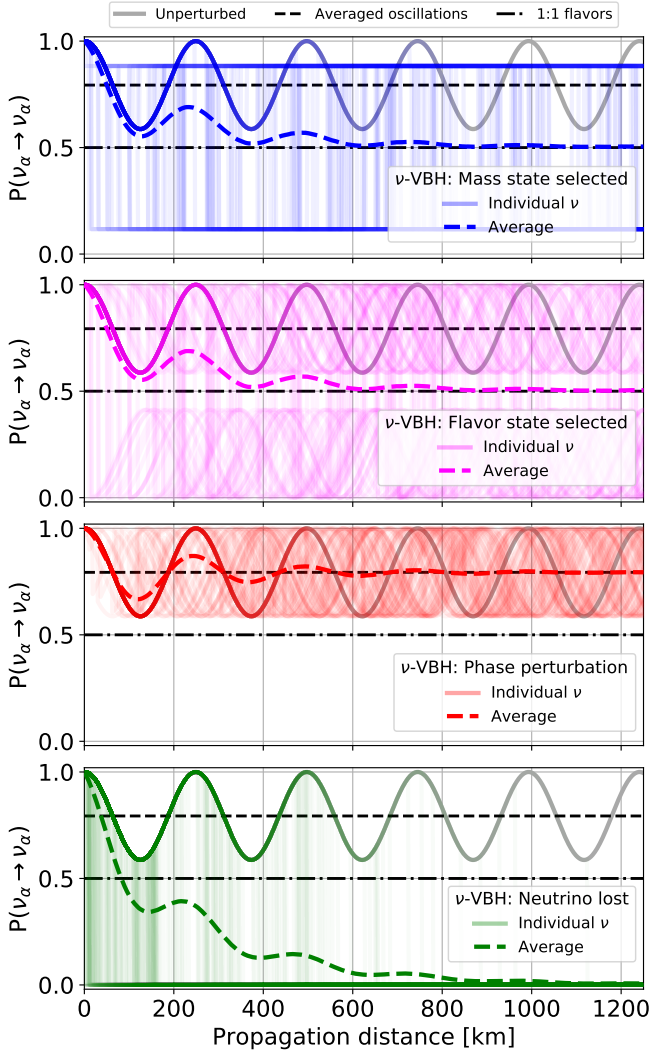 Unperturbed Averaged oscillations 1:1 flavors
1.0
0.5
0.0
P(να → να)
ν-VBH: Mass state selected
Individual ν
Average
1.0
0.5
0.0
P(να → να)
ν-VBH: Flavor state selected
Individual ν
Average
1.0
0.5
0.0
P(να → να)
ν-VBH: Phase perturbation
Individual ν
Average
1.0
0.5
0.0
P(να → να)
ν-VBH: Neutrino lost
Individual ν
Average
0 200 400 600 800 1000 1200
Propagation distance [km]